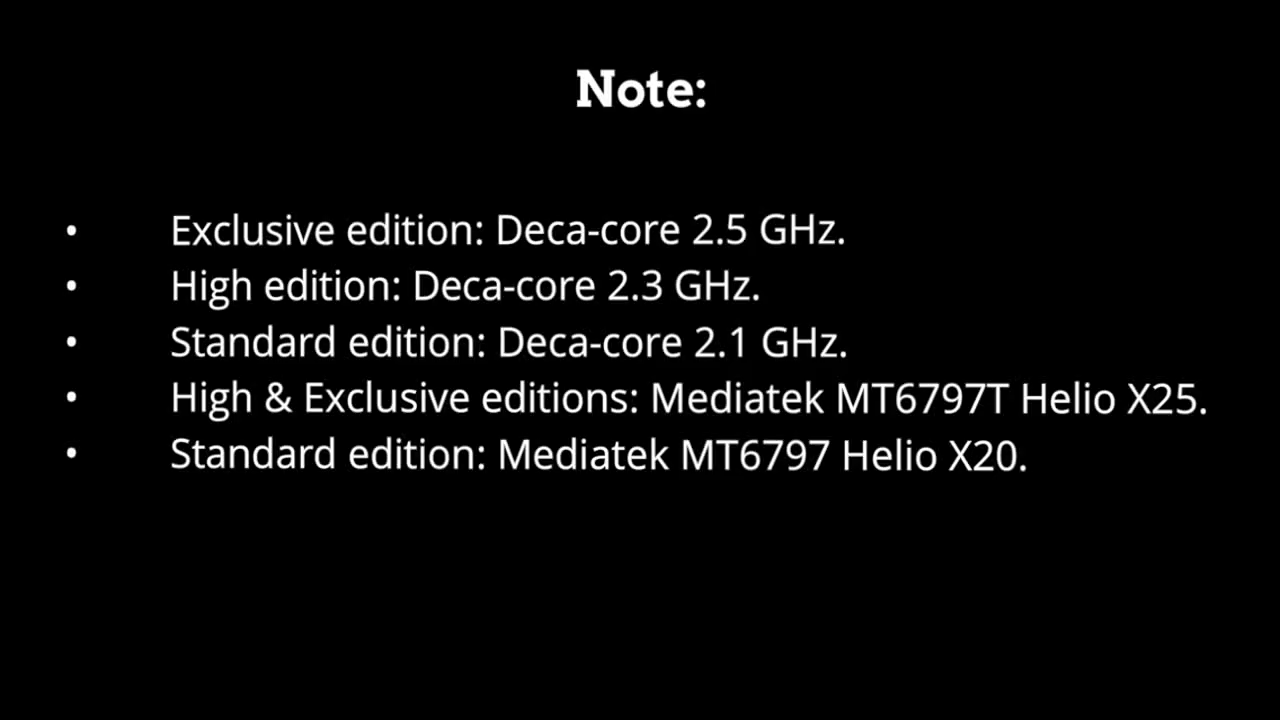 Note:
• Exclusive edition: Deca-core 2.5 GHz.
• High edition: Deca-core 2.3 GHz.
• Standard edition: Deca-core 2.1 GHz.
• High & Exclusive editions: Mediatek MT6797T Helio X25.
• Standard edition: Mediatek MT6797 Helio X20.